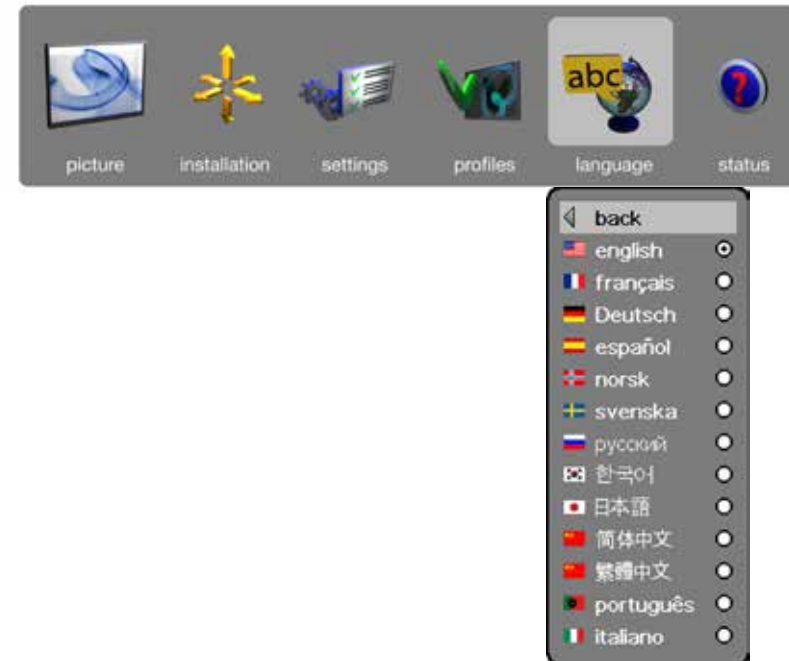 abc
?
picture installation settings profiles language status
back
english
français
Deutsch
español
norsk
svenska
русский
한국어
日本語
简体中文
繁體中文
português
italiano